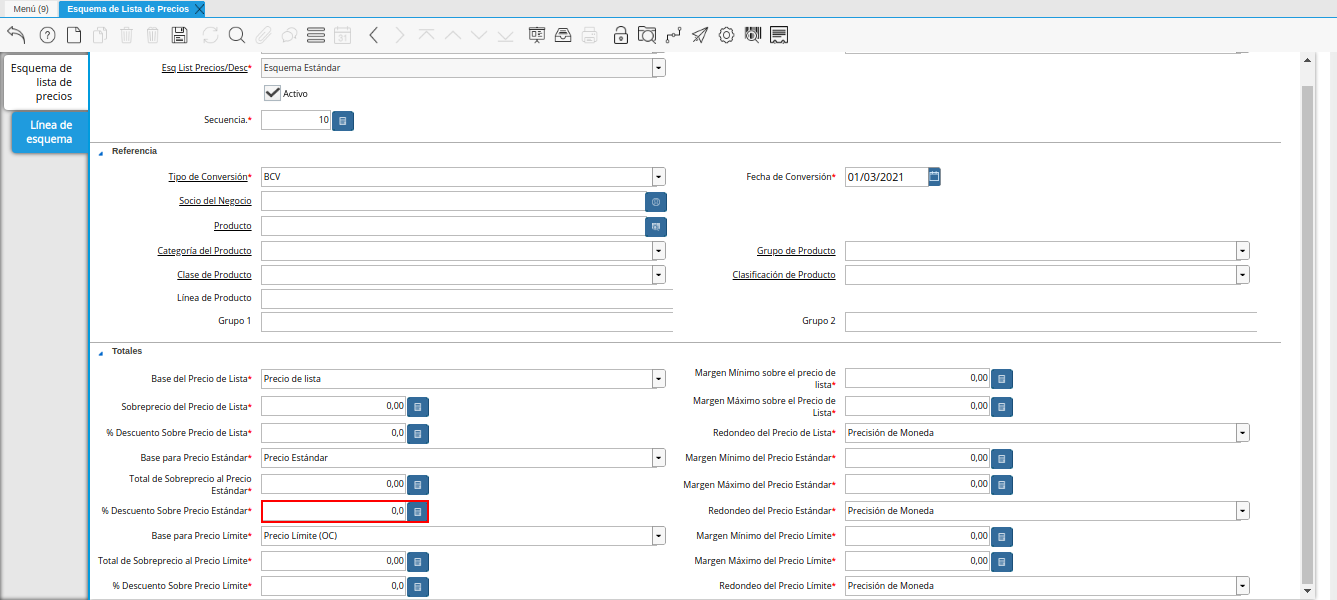 Menú (9)
Esquema de Lista de Precios
Esquema de
lista de
precios
Línea de
esquema
Esq List Precios/Desc*
Esquema Estándar
Activo
Secuencia.*
10
Referencia
Tipo de Conversión*
BCV
Fecha de Conversión*
01/03/2021
Socio del Negocio
Producto
Categoría del Producto
Grupo de Producto
Clase de Producto
Clasificación de Producto
Línea de Producto
Grupo 1
Grupo 2
Totales
Base del Precio de Lista*
Precio de lista
Margen Mínimo sobre el precio de
lista*
0,00
Sobreprecio del Precio de Lista*
0,00
Margen Máximo sobre el Precio de
Lista*
0,00
% Descuento Sobre Precio de Lista*
0,0
Redondeo del Precio de Lista*
Precisión de Moneda
Base para Precio Estándar*
Precio Estándar
Margen Mínimo del Precio Estándar*
0,00
Total de Sobreprecio al Precio
Estándar*
0,00
Margen Máximo del Precio Estándar*
0,00
% Descuento Sobre Precio Estándar*
0,0
Redondeo del Precio Estándar*
Precisión de Moneda
Base para Precio Límite*
Precio Límite (OC)
Margen Mínimo del Precio Límite*
0,00
Total de Sobreprecio al Precio Límite*
0,00
Margen Máximo del Precio Límite*
0,00
% Descuento Sobre Precio Límite*
0,0
Redondeo del Precio Límite*
Precisión de Moneda